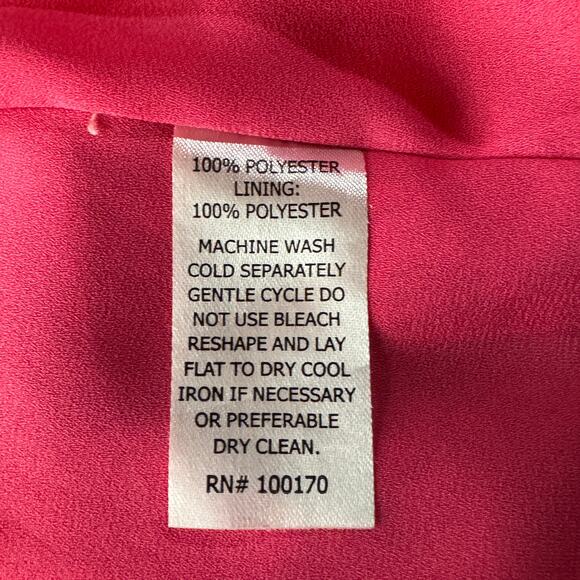 100% POLYESTER
LINING:
100% POLYESTER
MACHINE WASH
COLD SEPARATELY
GENTLE CYCLE DO
NOT USE BLEACH
RESHAPE AND LAY
FLAT TO DRY COOL
IRON IF NECESSARY
OR PREFERABLE
DRY CLEAN.
RN# 100170